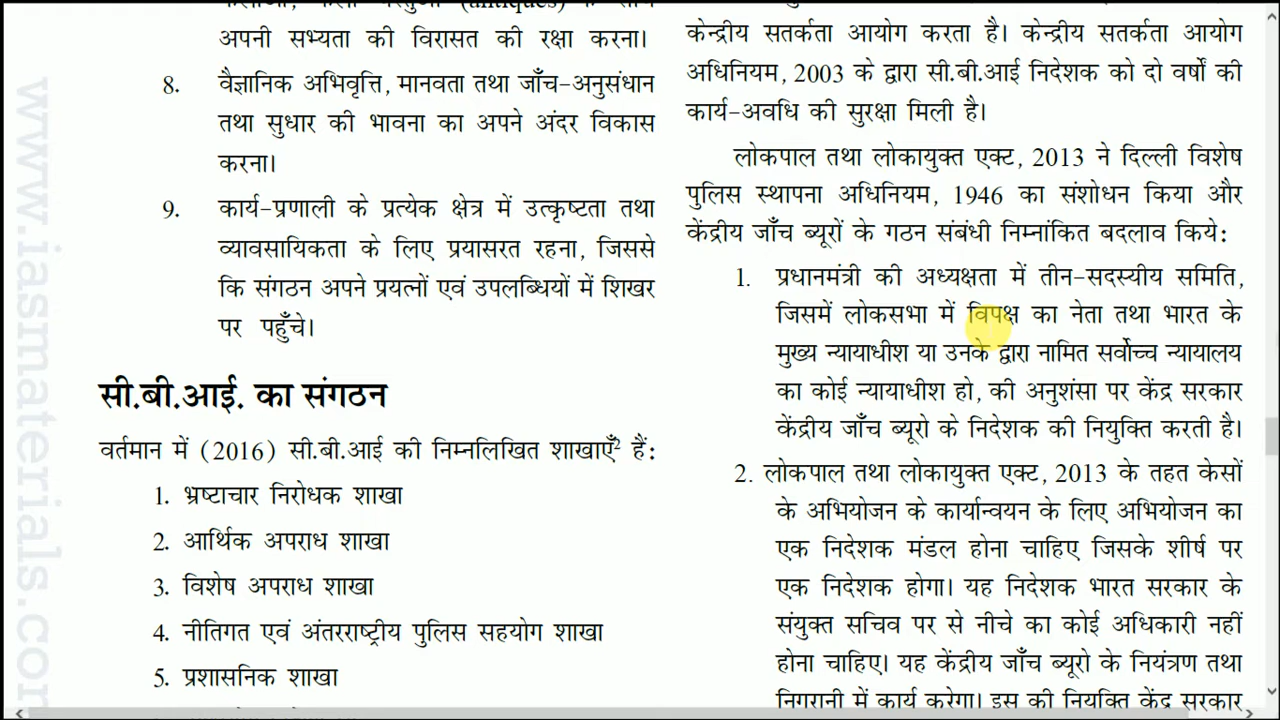 (antiques)
अपनी सभ्यता की विरासत की रक्षा करना।
8. वैज्ञानिक अभिवृत्ति, मानवता तथा जाँच-अनुसंधान
तथा सुधार की भावना का अपने अंदर विकास
करना।
9. कार्य-प्रणाली के प्रत्येक क्षेत्र में उत्कृष्टता तथा
व्यावसायिकता के लिए प्रयासरत रहना, जिससे
कि संगठन अपने प्रयत्नों एवं उपलब्धियों में शिखर
पर पहुँचे।
सी.बी.आई. का संगठन
वर्तमान में (2016) सी.बी.आई की निम्नलिखित शाखाएँ² हैं:
1. भ्रष्टाचार निरोधक शाखा
2. आर्थिक अपराध शाखा
3. विशेष अपराध शाखा
4. नीतिगत एवं अंतरराष्ट्रीय पुलिस सहयोग शाखा
5. प्रशासनिक शाखा
केन्द्रीय सतर्कता आयोग करता है। केन्द्रीय सतर्कता आयोग
अधिनियम, 2003 के द्वारा सी.बी.आई निदेशक को दो वर्षों की
कार्य-अवधि की सुरक्षा मिली है।
लोकपाल तथा लोकायुक्त एक्ट, 2013 ने दिल्ली विशेष
पुलिस स्थापना अधिनियम, 1946 का संशोधन किया और
केंद्रीय जाँच ब्यूरों के गठन संबंधी निम्नांकित बदलाव किये:
1. प्रधानमंत्री की अध्यक्षता में तीन-सदस्यीय समिति,
जिसमें लोकसभा में विपक्ष का नेता तथा भारत के
मुख्य न्यायाधीश या उनके द्वारा नामित सर्वोच्च न्यायालय
का कोई न्यायाधीश हो, की अनुशंसा पर केंद्र सरकार
केंद्रीय जाँच ब्यूरो के निदेशक की नियुक्ति करती है।
2. लोकपाल तथा लोकायुक्त एक्ट, 2013 के तहत केसों
के अभियोजन के कार्यान्वयन के लिए अभियोजन का
एक निदेशक मंडल होना चाहिए जिसके शीर्ष पर
एक निदेशक होगा। यह निदेशक भारत सरकार के
संयुक्त सचिव पर से नीचे का कोई अधिकारी नहीं
होना चाहिए। यह केंद्रीय जाँच ब्यूरो के नियंत्रण तथा
निगरानी में कार्य करेगा। इस की नियुक्ति केंद्र सरकार
www.iasmaterials.com